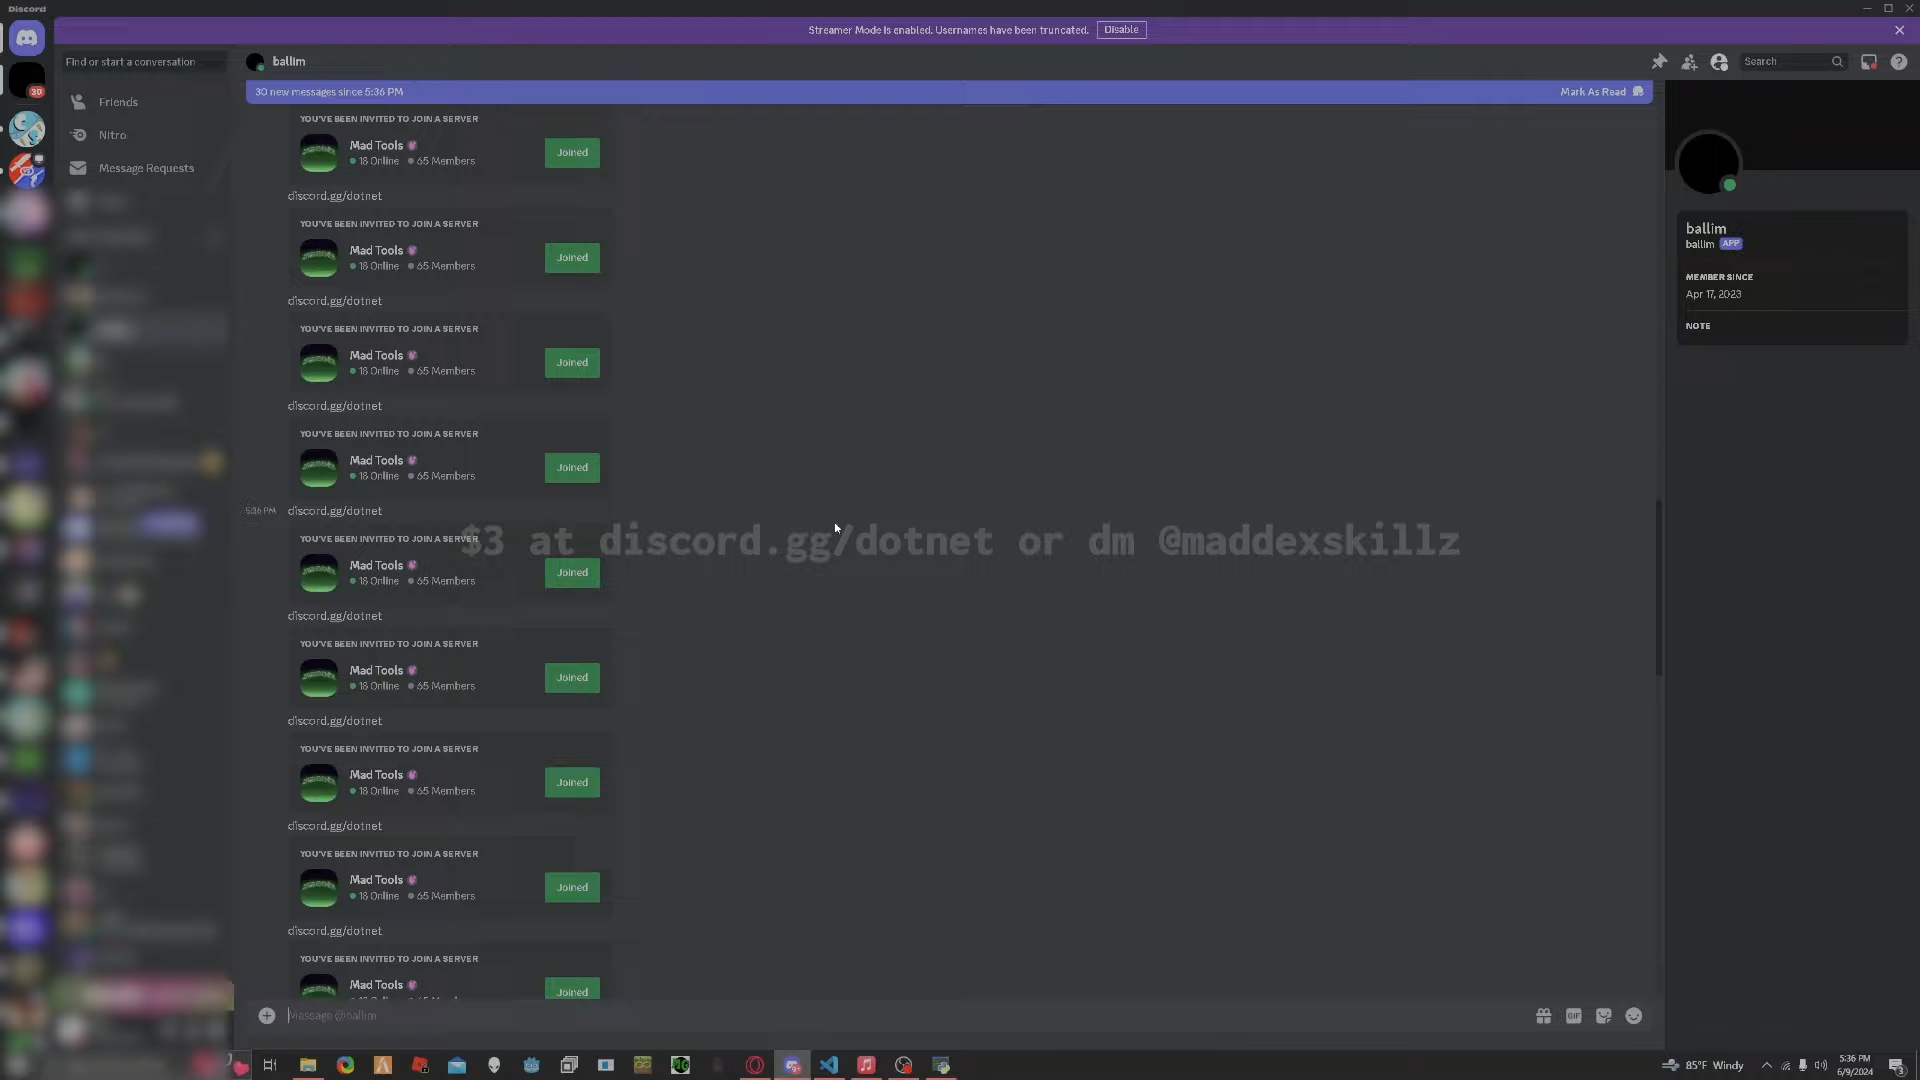 Discord
Streamer Mode is enabled. Usernames have been truncated. Disable
Find or start a conversation
ballim
Search
30 new messages since 5:36 PM
Mark As Read
30
Friends
Nitro
Message Requests
YOU'VE BEEN INVITED TO JOIN A SERVER
Mad Tools
18 Online 65 Members
Joined
discord.gg/dotnet
YOU'VE BEEN INVITED TO JOIN A SERVER
Mad Tools
18 Online 65 Members
Joined
discord.gg/dotnet
YOU'VE BEEN INVITED TO JOIN A SERVER
Mad Tools
18 Online 65 Members
Joined
discord.gg/dotnet
YOU'VE BEEN INVITED TO JOIN A SERVER
Mad Tools
18 Online 65 Members
Joined
5:36 PM discord.gg/dotnet
$3 at discord.gg/dotnet or dm @maddexskillz
YOU'VE BEEN INVITED TO JOIN A SERVER
Mad Tools
18 Online 65 Members
Joined
discord.gg/dotnet
YOU'VE BEEN INVITED TO JOIN A SERVER
Mad Tools
18 Online 65 Members
Joined
discord.gg/dotnet
YOU'VE BEEN INVITED TO JOIN A SERVER
Mad Tools
18 Online 65 Members
Joined
discord.gg/dotnet
YOU'VE BEEN INVITED TO JOIN A SERVER
Mad Tools
18 Online 65 Members
Joined
discord.gg/dotnet
YOU'VE BEEN INVITED TO JOIN A SERVER
Mad Tools
Joined
Message @ballim
GIF
ballim
ballim APP
MEMBER SINCE
Apr 17, 2023
NOTE
85°F Windy
5:36 PM
6/9/2024